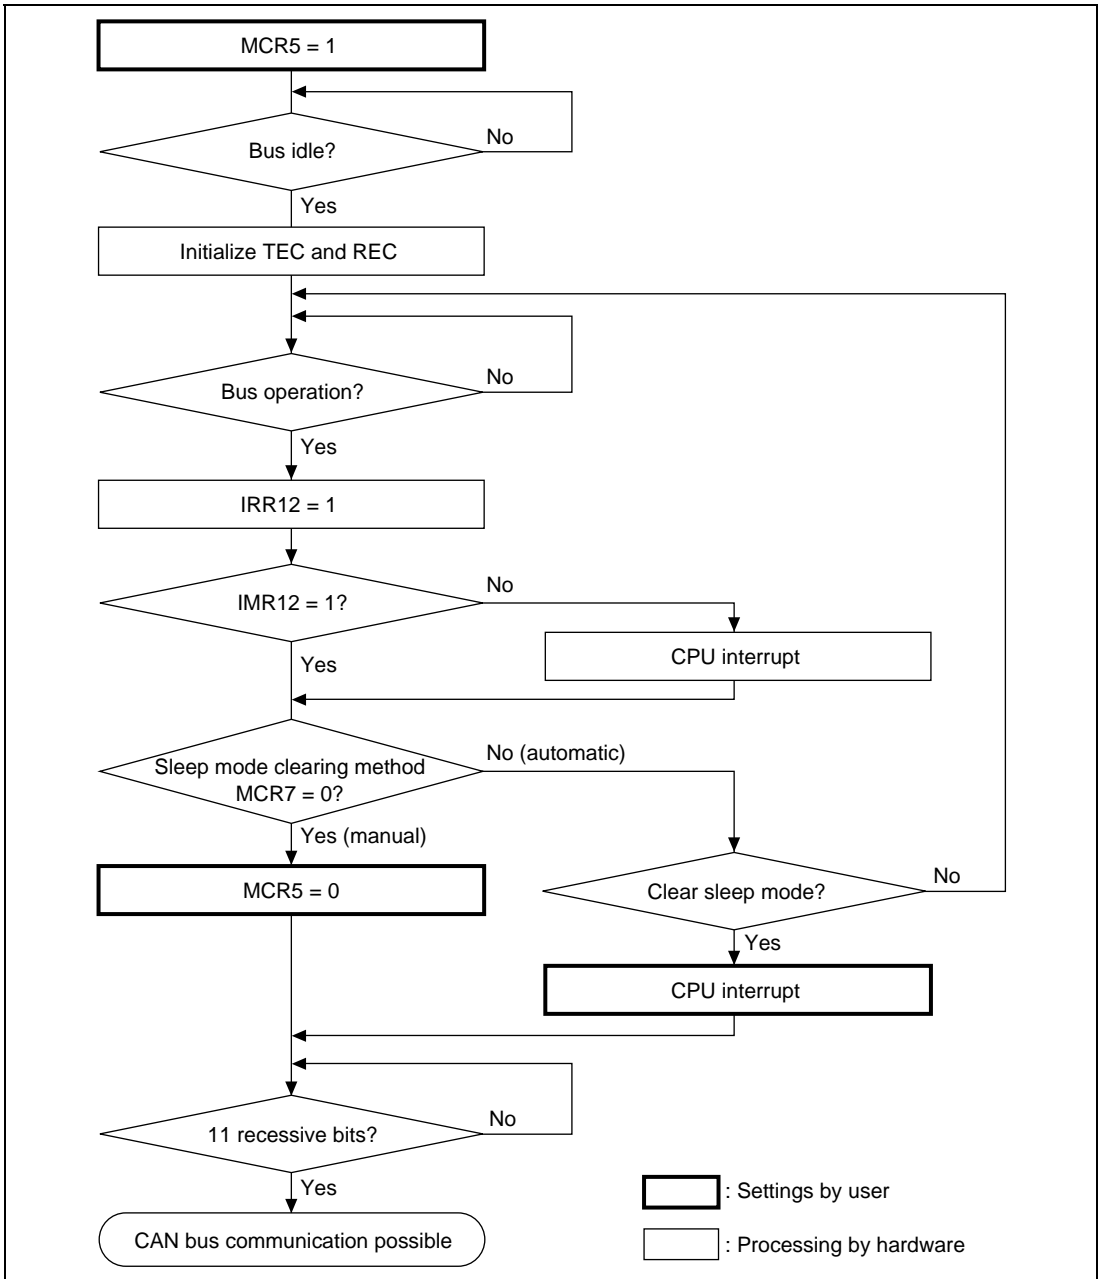 MCR5 = 1
Bus idle?
No
Yes
Initialize TEC and REC
Bus operation?
No
Yes
IRR12 = 1
IMR12 = 1?
No
CPU interrupt
Yes
Sleep mode clearing method
MCR7 = 0?
No (automatic)
Yes (manual)
MCR5 = 0
Clear sleep mode?
No
Yes
CPU interrupt
11 recessive bits?
No
Yes
CAN bus communication possible
: Settings by user
: Processing by hardware